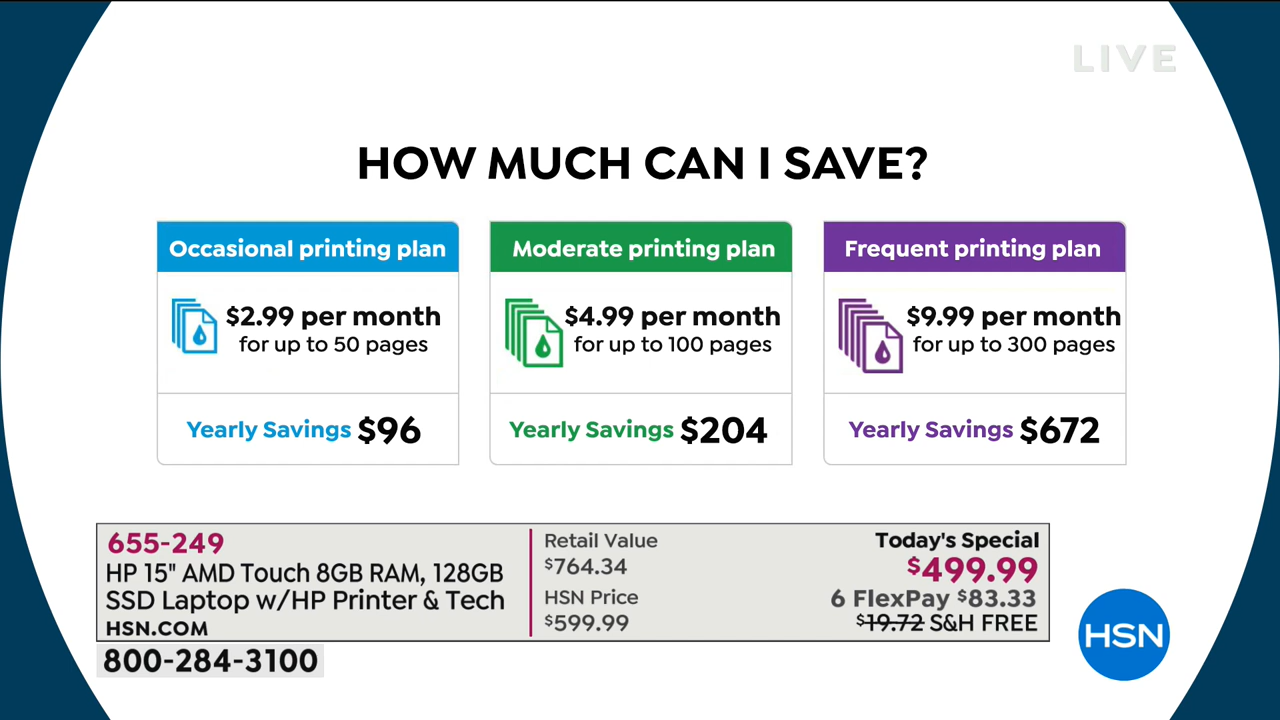 LIVE
HOW MUCH CAN I SAVE?
Occasional printing plan
$2.99 per month
for up to 50 pages
Yearly Savings $96
Moderate printing plan
$4.99 per month
for up to 100 pages
Yearly Savings $204
Frequent printing plan
$9.99 per month
for up to 300 pages
Yearly Savings $672
655-249
HP 15" AMD Touch 8GB RAM, 128GB
SSD Laptop w/HP Printer & Tech
HSN.COM
Retail Value
$764.34
HSN Price
$599.99
Today's Special
$499.99
6 FlexPay $83.33
$19.72 S&H FREE
800-284-3100
HSN